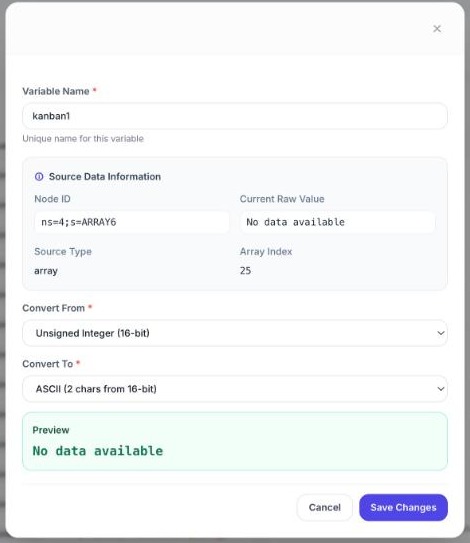 Variable Name *
kanban1
Unique name for this variable
Source Data Information
Node ID
Current Raw Value
ns=4;s=ARRAY6
No data available
Source Type
Array Index
array
25
Convert From *
Unsigned Integer (16-bit)
Convert To *
ASCII (2 chars from 16-bit)
Preview
No data available
Cancel
Save Changes